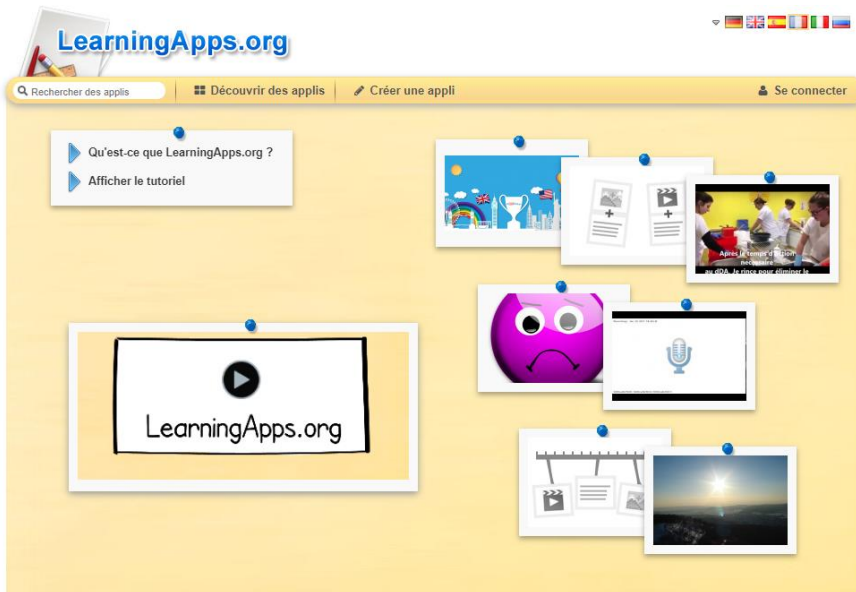 LearningApps.org
Rechercher des applis
Découvrir des applis
Créer une appli
Se connecter
Qu'est-ce que LearningApps.org ?
Afficher le tutoriel
Après le temps d'action
nécessaire
au dDA. Je rince pour éliminer le
LearningApps.org